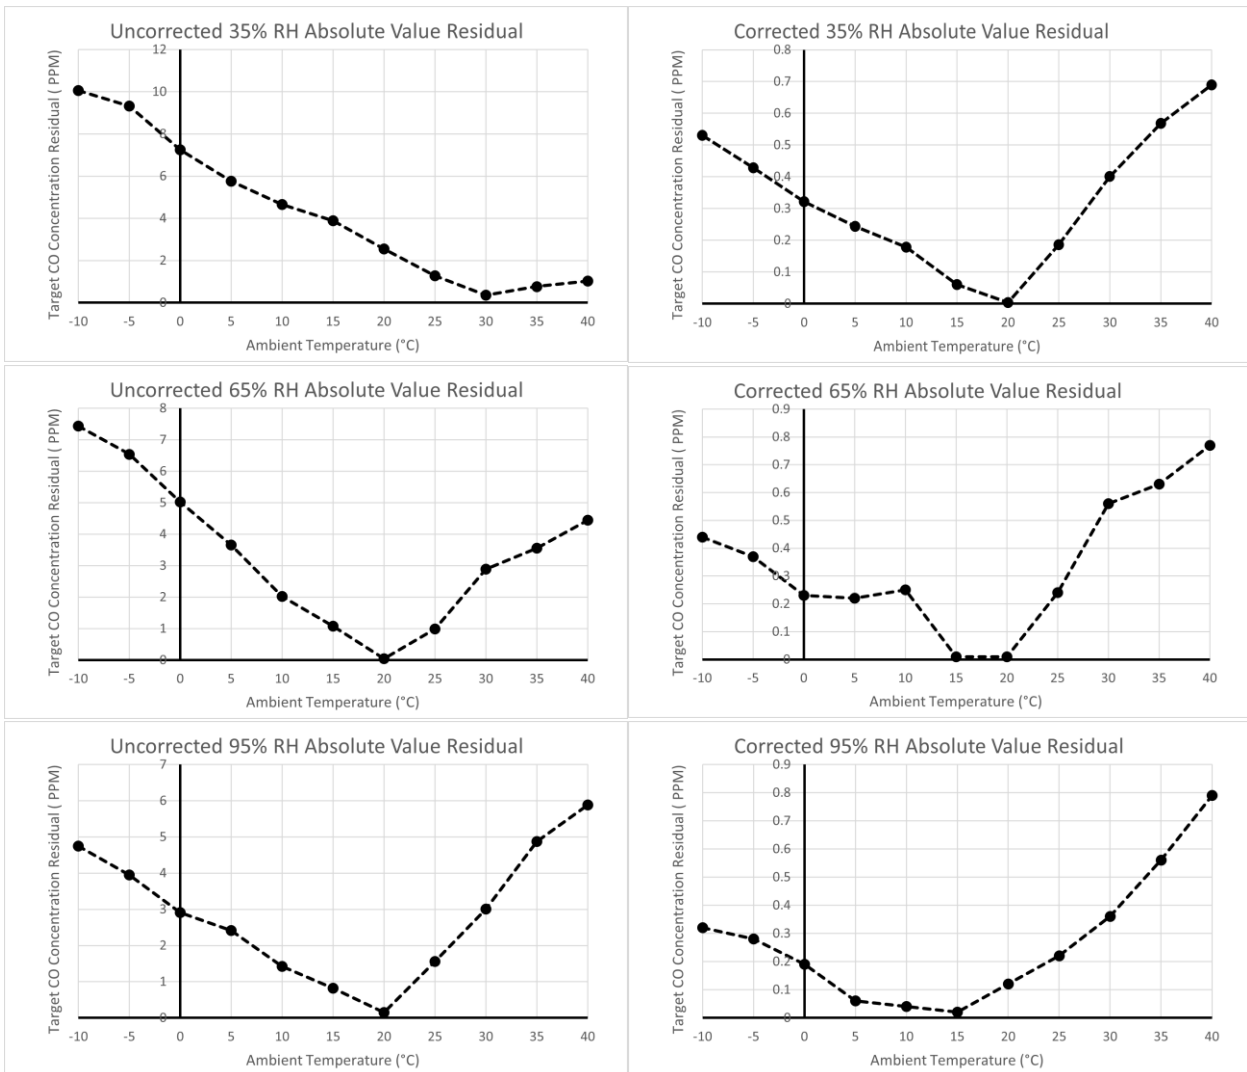 Uncorrected 35% RH Absolute Value Residual
Target CO Concentration Residual ( PPM)
12
10
8
6
4
2
0
-10 -5 0 5 10 15 20 25 30 35 40
Ambient Temperature (°C)
Corrected 35% RH Absolute Value Residual
Target CO Concentration Residual ( PPM)
0.8
0.7
0.6
0.5
0.4
0.3
0.2
0.1
0
-10 -5 0 5 10 15 20 25 30 35 40
Ambient Temperature (°C)
Uncorrected 65% RH Absolute Value Residual
Target CO Concentration Residual ( PPM)
8
7
6
5
4
3
2
1
0
-10 -5 0 5 10 15 20 25 30 35 40
Ambient Temperature (°C)
Corrected 65% RH Absolute Value Residual
Target CO Concentration Residual ( PPM)
0.9
0.8
0.7
0.6
0.5
0.4
0.3
0.2
0.1
0
-10 -5 0 5 10 15 20 25 30 35 40
Ambient Temperature (°C)
Uncorrected 95% RH Absolute Value Residual
Target CO Concentration Residual ( PPM)
7
6
5
4
3
2
1
0
-10 -5 0 5 10 15 20 25 30 35 40
Ambient Temperature (°C)
Corrected 95% RH Absolute Value Residual
Target CO Concentration Residual ( PPM)
0.9
0.8
0.7
0.6
0.5
0.4
0.3
0.2
0.1
0
-10 -5 0 5 10 15 20 25 30 35 40
Ambient Temperature (°C)